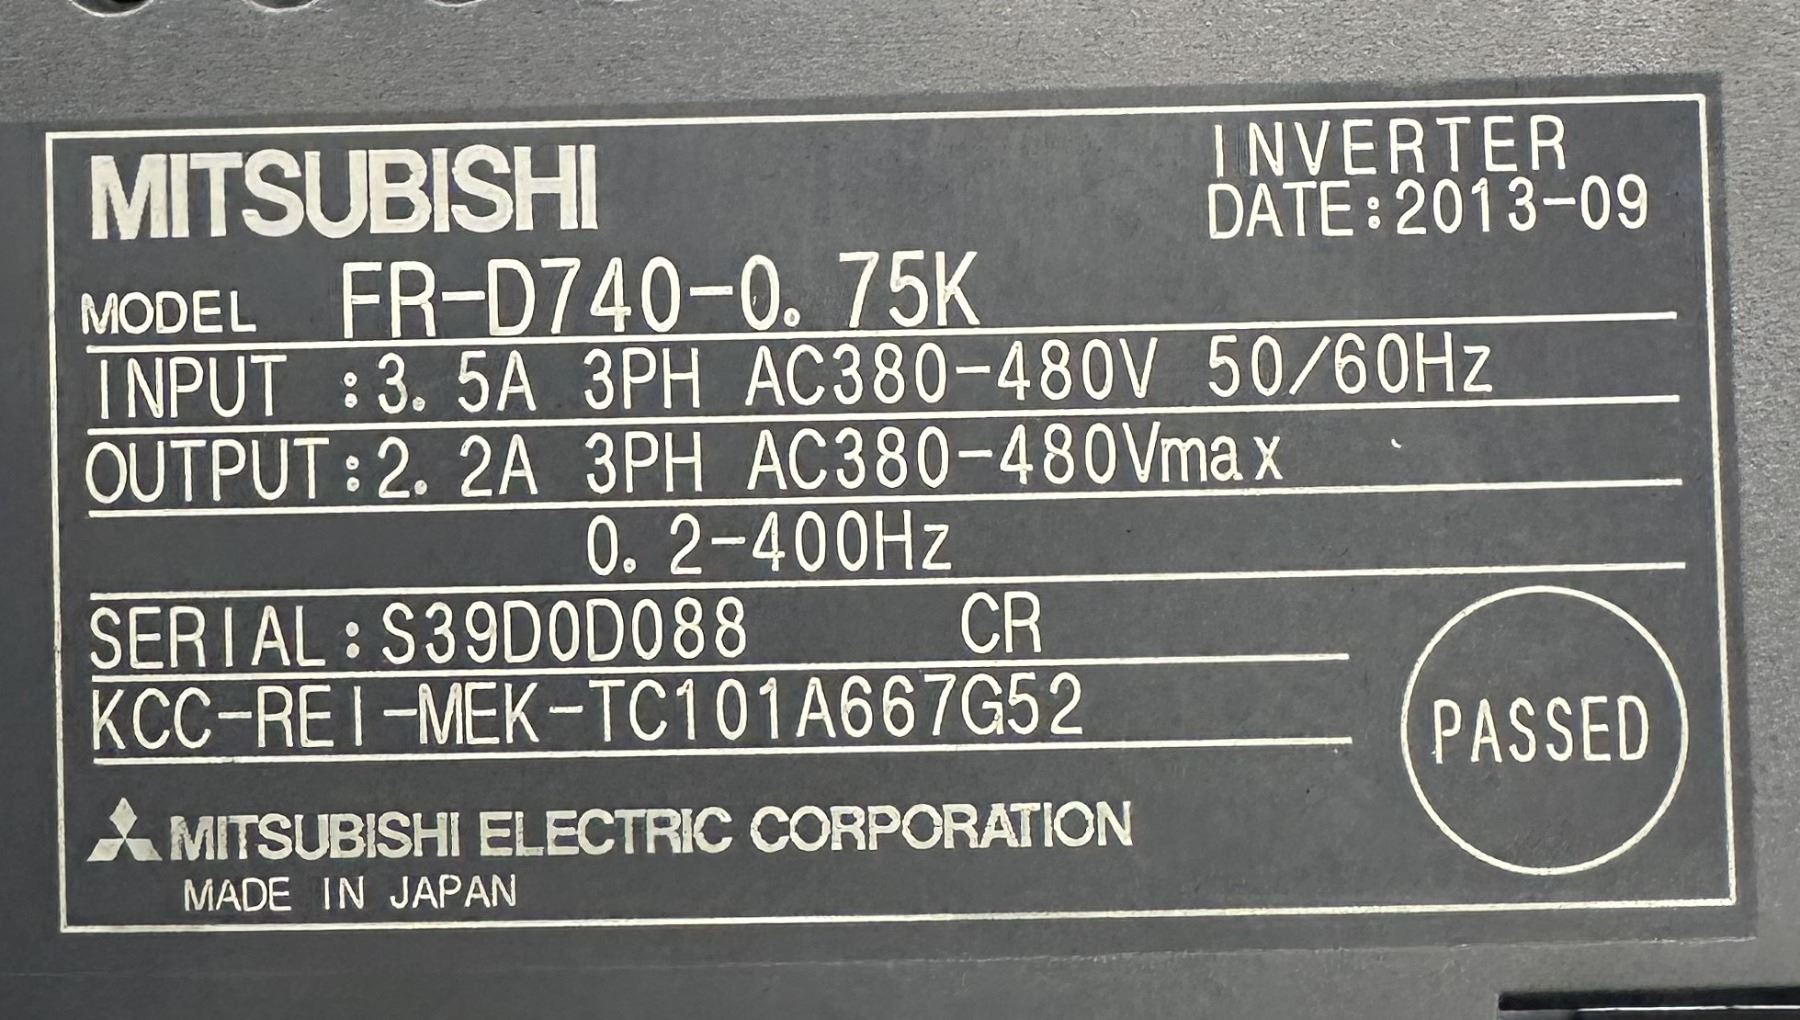 MITSUBISHI
INVERTER
DATE:2013-09
MODEL FR-D740-0.75K
INPUT :3.5A 3PH AC380-480V 50/60Hz
OUTPUT:2.2A 3PH AC380-480Vmax
0.2-400Hz
SERIAL:S39D0D088 CR
KCC-REI-MEK-TC101A667G52
PASSED
MITSUBISHI ELECTRIC CORPORATION
MADE IN JAPAN